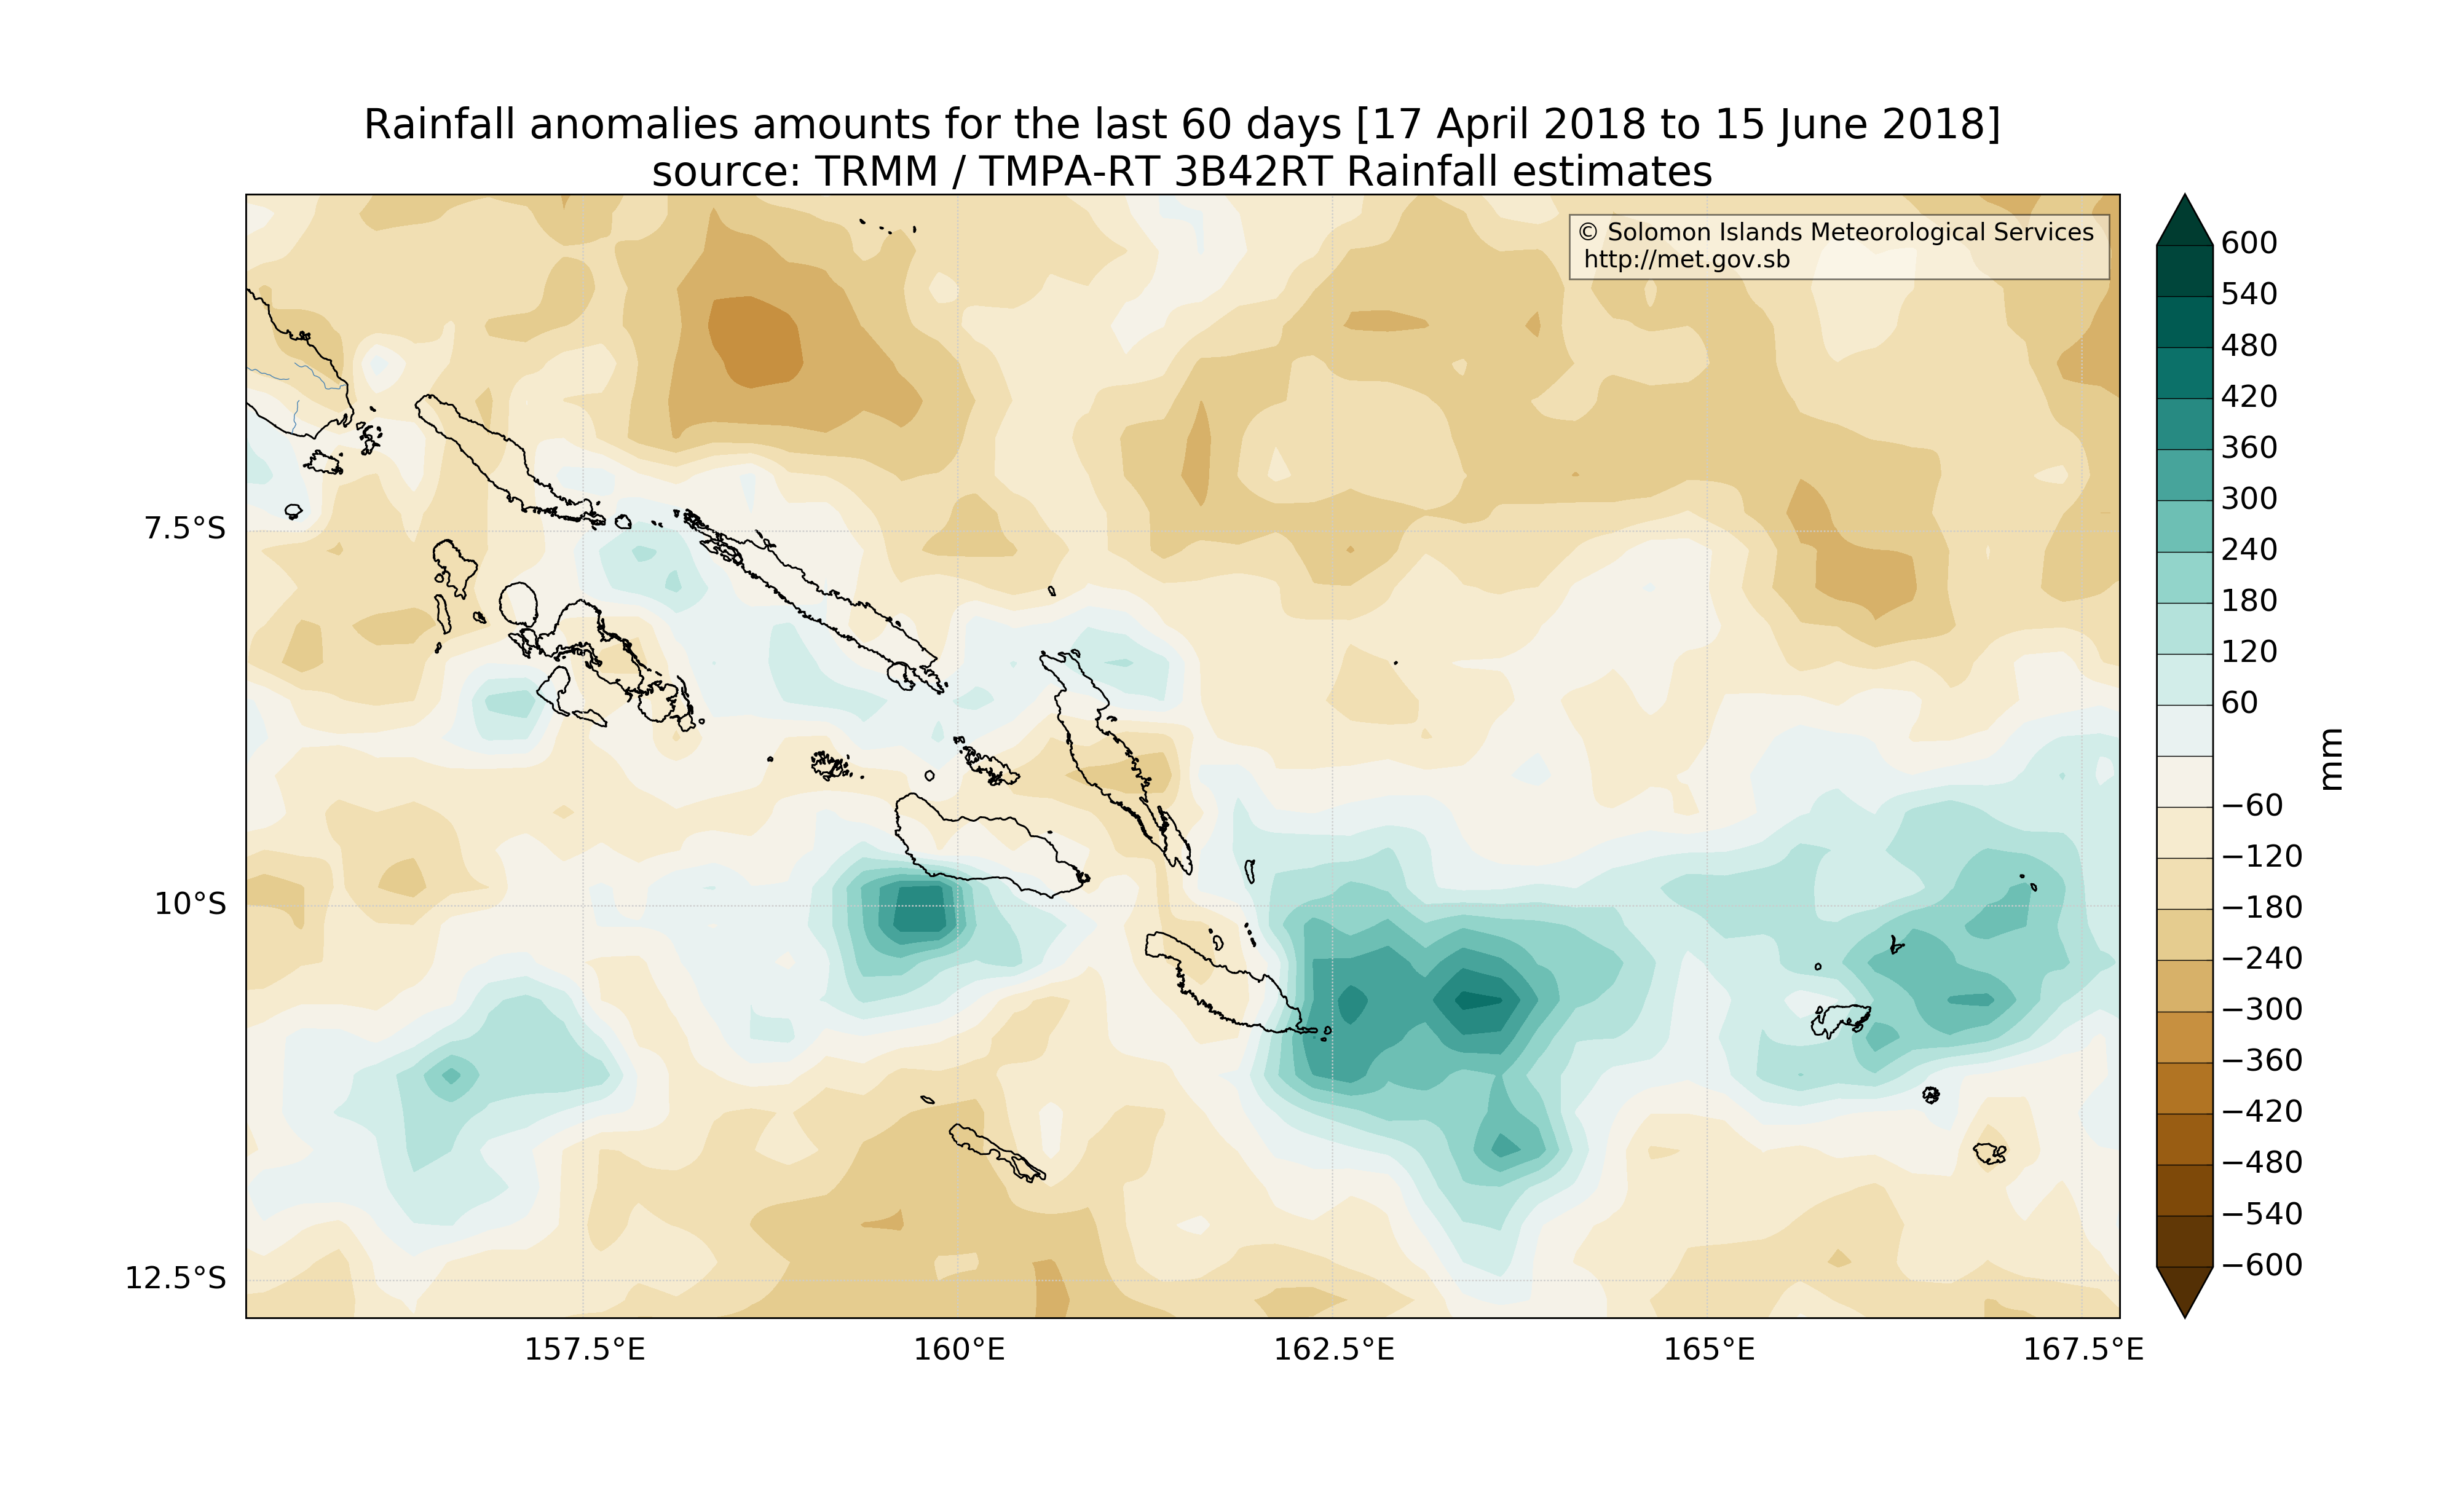 Rainfall anomalies amounts for the last 60 days [17 April 2018 to 15 June 2018]
source: TRMM / TMPA-RT 3B42RT Rainfall estimates
© Solomon Islands Meteorological Services
http://met.gov.sb
7.5°S
10°S
12.5°S
157.5°E
160°E
162.5°E
165°E
167.5°E
600
540
480
420
360
300
240
180
120
60
−60
−120
−180
−240
−300
−360
−420
−480
−540
−600
mm